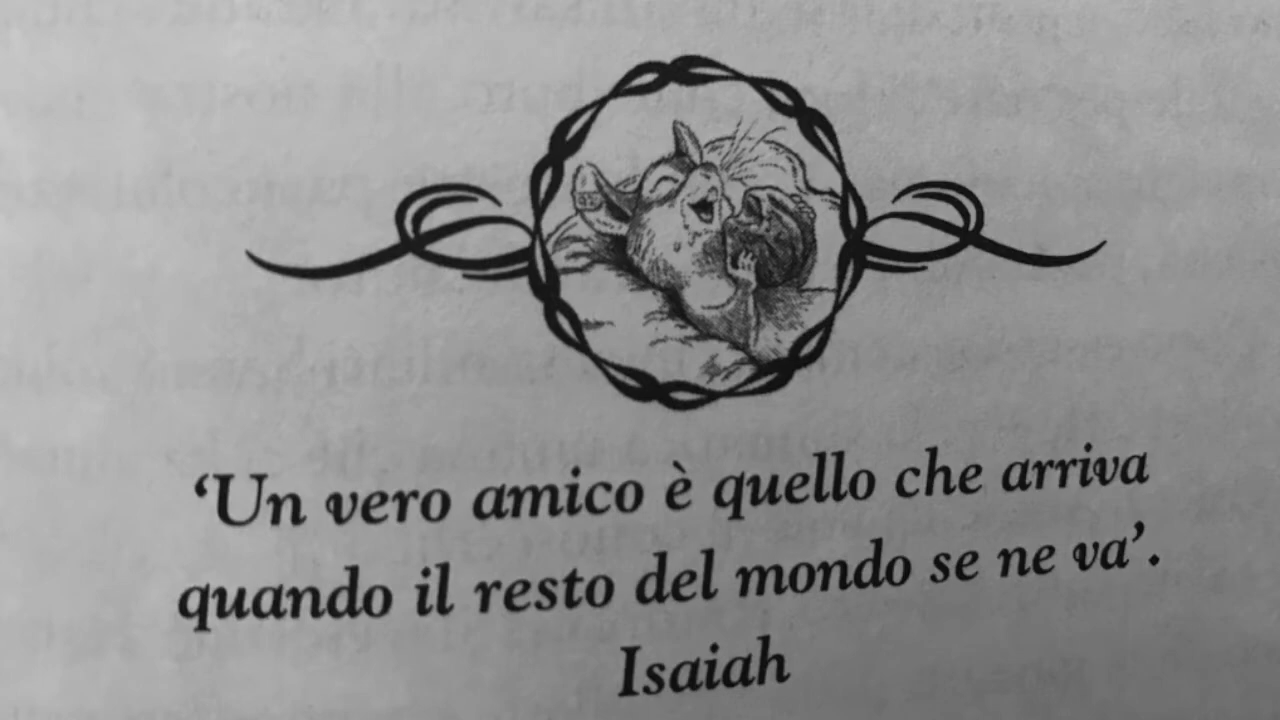 ‘Un vero amico è quello che arriva
quando il resto del mondo se ne va’.
Isaiah